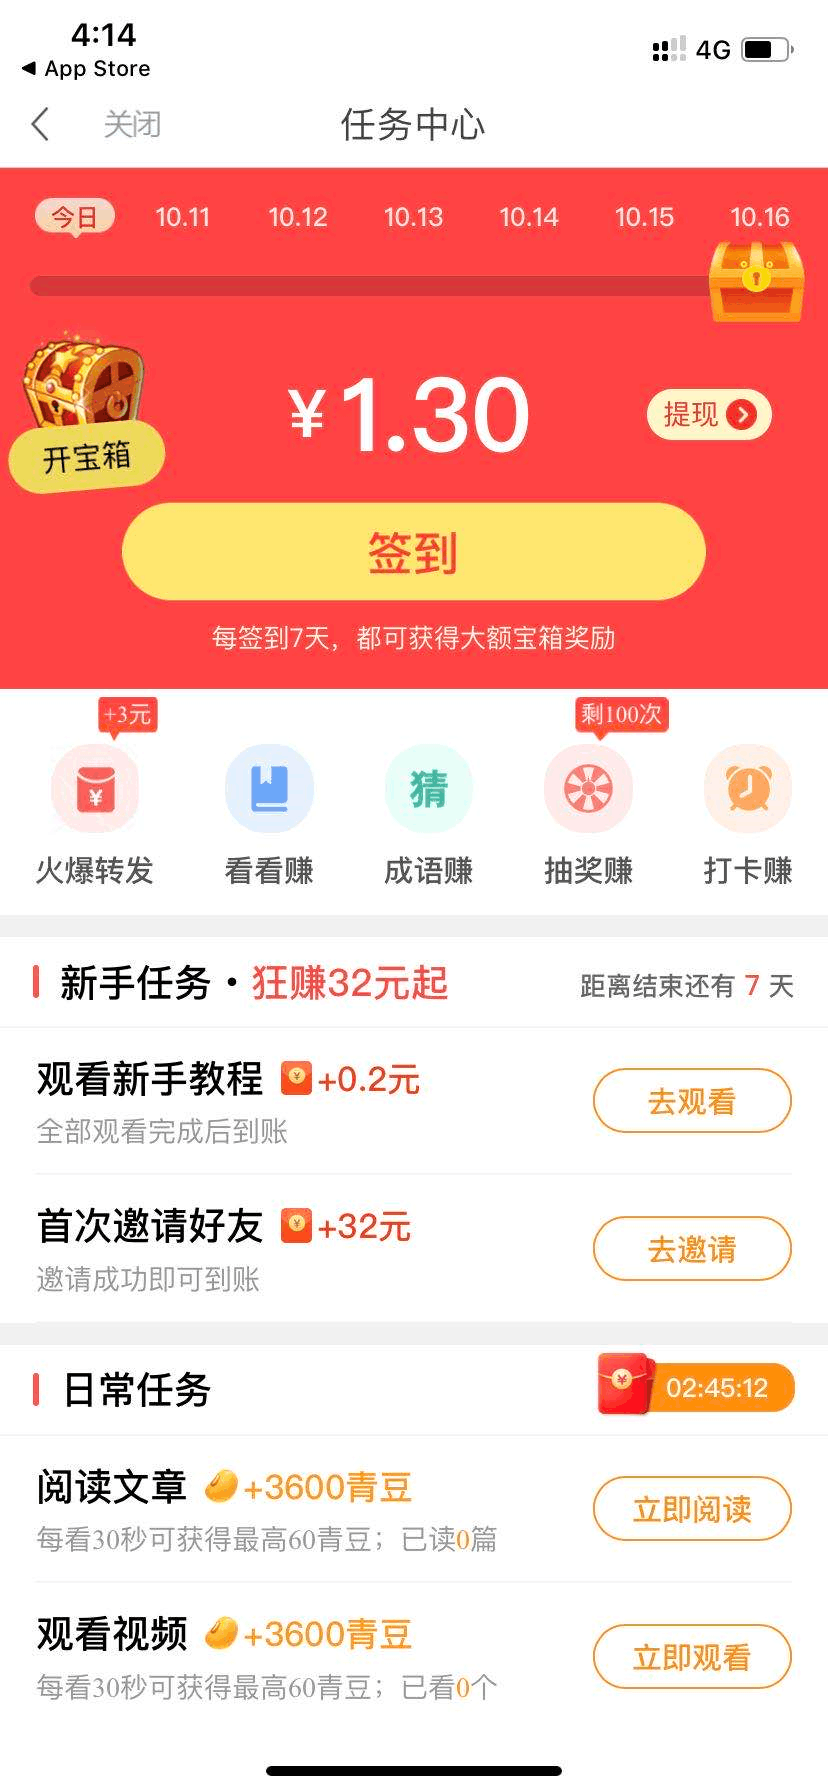 4:14
4G
◀ App Store
关闭
任务中心
今日 10.11 10.12 10.13 10.14 10.15 10.16
¥1.30
提现
开宝箱
签到
每签到7天，都可获得大额宝箱奖励
+3元
剩100次
¥
猜
火爆转发 看看赚 成语赚 抽奖赚 打卡赚
新手任务·狂赚32元起
距离结束还有 7 天
观看新手教程 ¥ +0.2元
全部观看完成后到账
去观看
首次邀请好友 ¥ +32元
邀请成功即可到账
去邀请
日常任务
¥ 02:45:12
阅读文章 +3600青豆
每看30秒可获得最高60青豆；已读0篇
立即阅读
观看视频 +3600青豆
每看30秒可获得最高60青豆；已看0个
立即观看